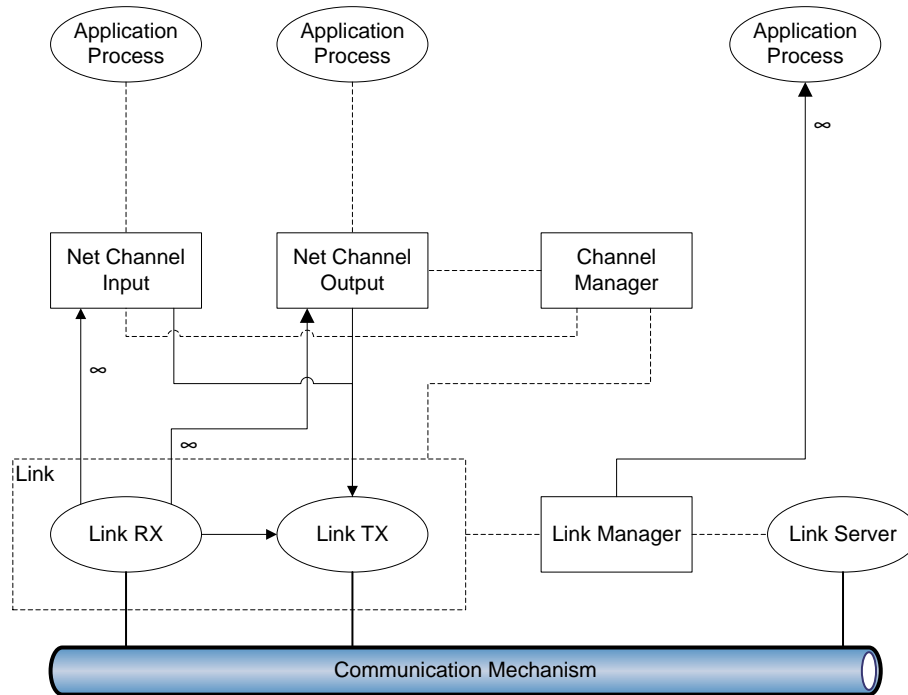 Application
Process
Application
Process
Application
Process
∞
Net Channel
Input
Net Channel
Output
Channel
Manager
∞
∞
Link
Link RX
Link TX
Link Manager
Link Server
Communication Mechanism